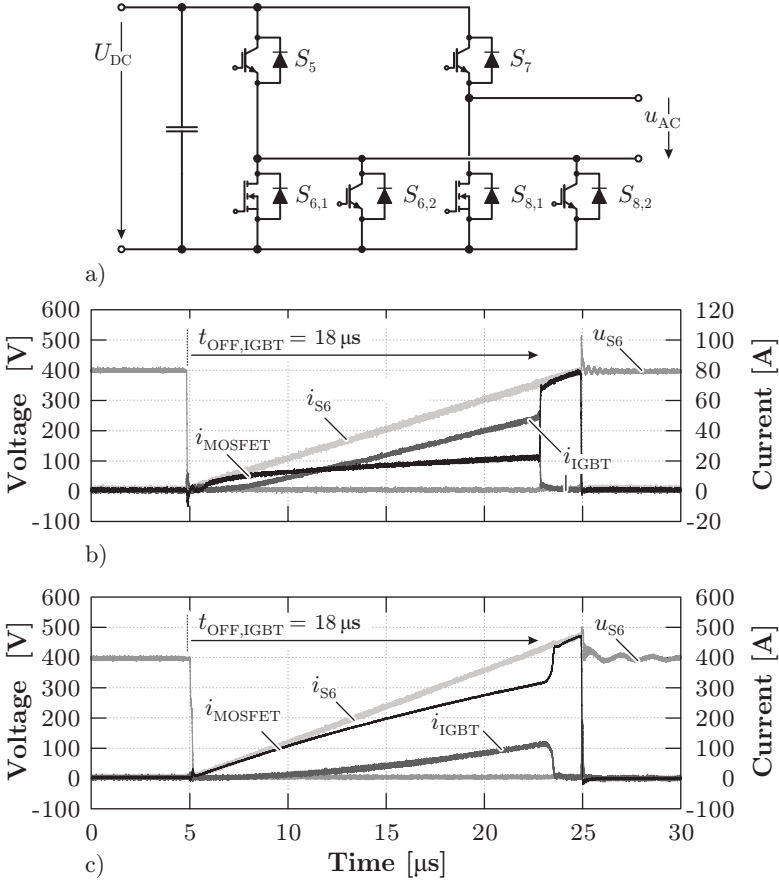 a)
U_DC
S_5
S_7
u_AC
S_6,1
S_6,2
S_8,1
S_8,2
b)
Voltage [V]
600
500
400
300
200
100
0
-100
t_OFF,IGBT = 18 µs
u_S6
i_S6
i_MOSFET
i_IGBT
120
100
80
60
40
20
0
-20
Current [A]
c)
Voltage [V]
600
500
400
300
200
100
0
-100
t_OFF,IGBT = 18 µs
u_S6
i_S6
i_MOSFET
i_IGBT
600
500
400
300
200
100
0
-100
Current [A]
0 5 10 15 20 25 30
Time [µs]